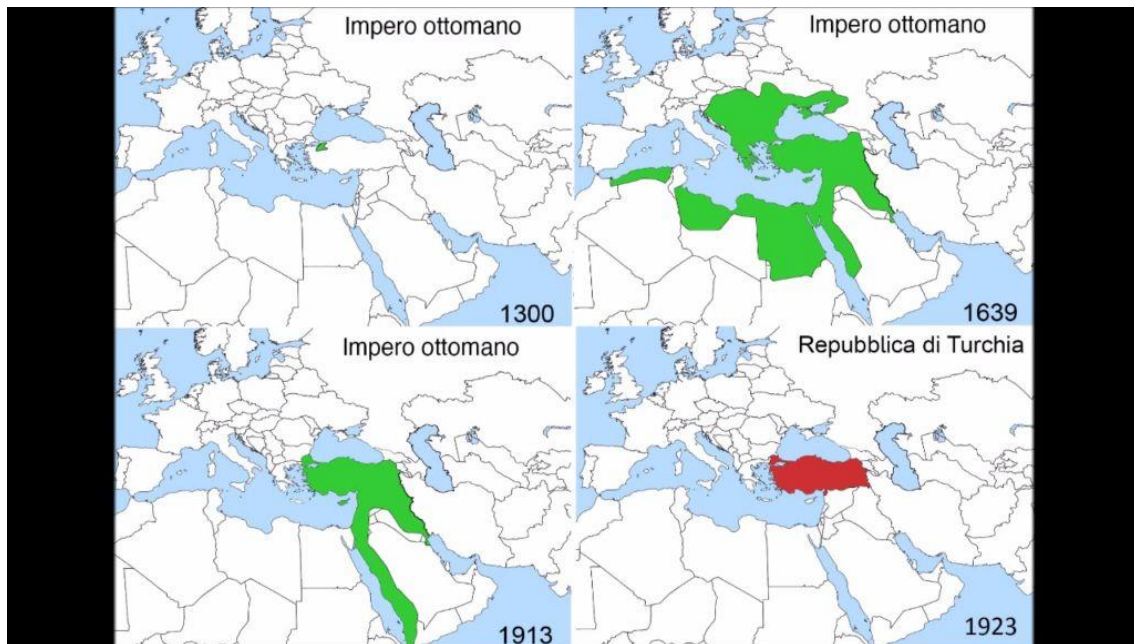 Impero ottomano
1300
Impero ottomano
1639
Impero ottomano
1913
Repubblica di Turchia
1923